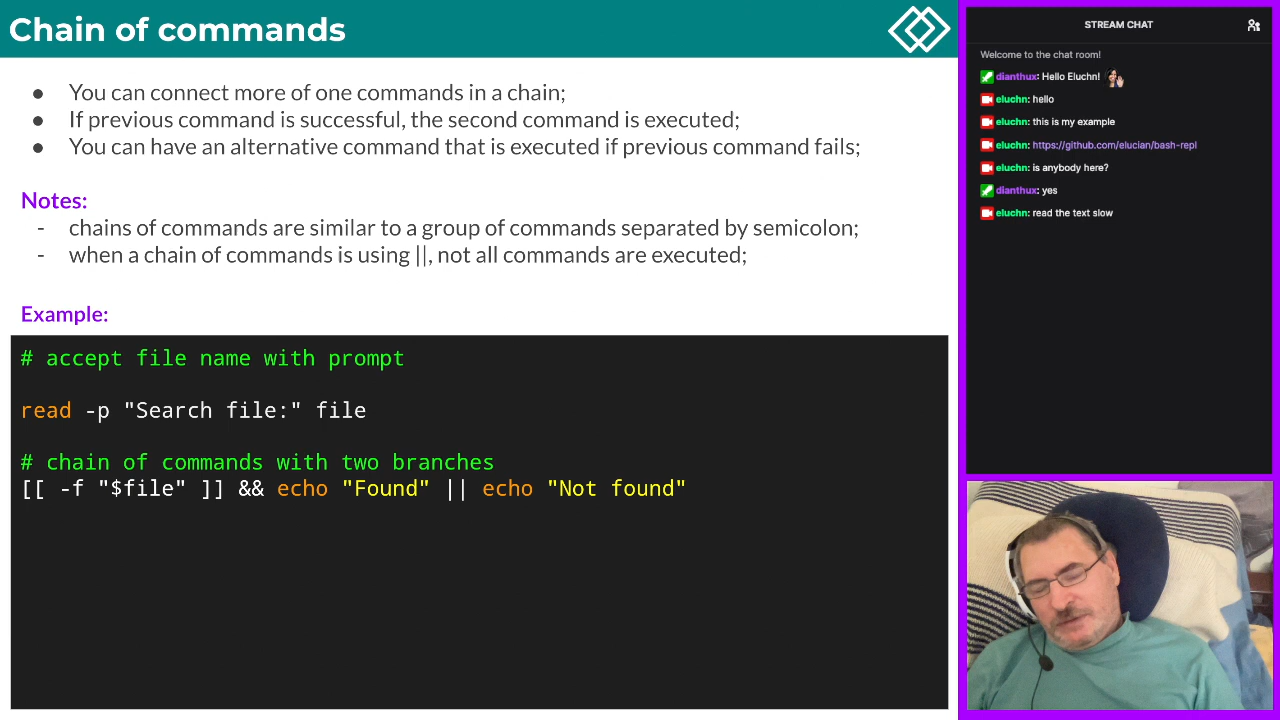 Chain of commands
● You can connect more of one commands in a chain;
● If previous command is successful, the second command is executed;
● You can have an alternative command that is executed if previous command fails;
Notes:
- chains of commands are similar to a group of commands separated by semicolon;
- when a chain of commands is using ||, not all commands are executed;
Example:
# accept file name with prompt
read -p "Search file:" file
# chain of commands with two branches
[[ -f "$file" ]] && echo "Found" || echo "Not found"
STREAM CHAT
Welcome to the chat room!
dianthux: Hello Eluchn!
eluchn: hello
eluchn: this is my example
eluchn: https://github.com/elucian/bash-repl
eluchn: is anybody here?
dianthux: yes
eluchn: read the text slow